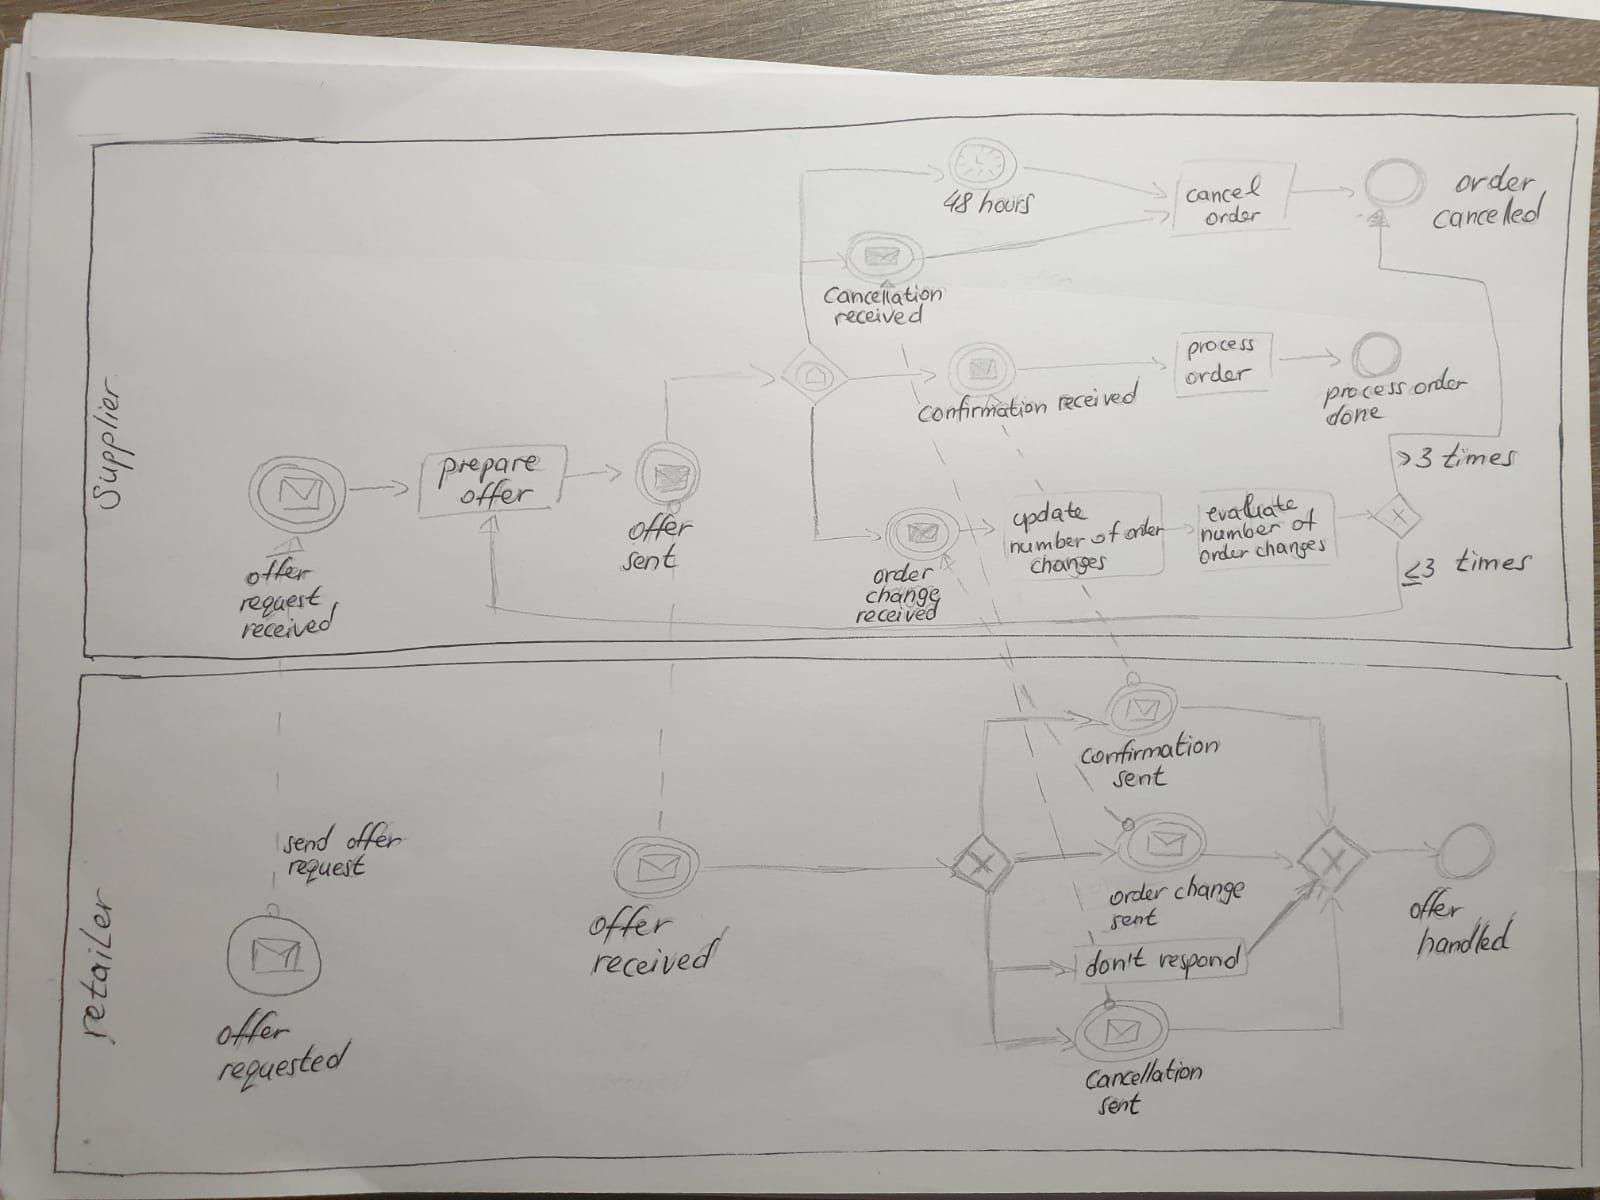 Supplier
48 hours
cancel
order
order
canceled
Cancellation
received
Confirmation received
process
order
process order
done
>3 times
prepare
offer
offer
sent
offer
request
received
order
change
received
update
number of order
changes
evaluate
number of
order changes
≤3 times
retailer
send offer
request
offer
requested
offer
received
Confirmation
sent
order change
sent
don't respond
Cancellation
sent
offer
handled